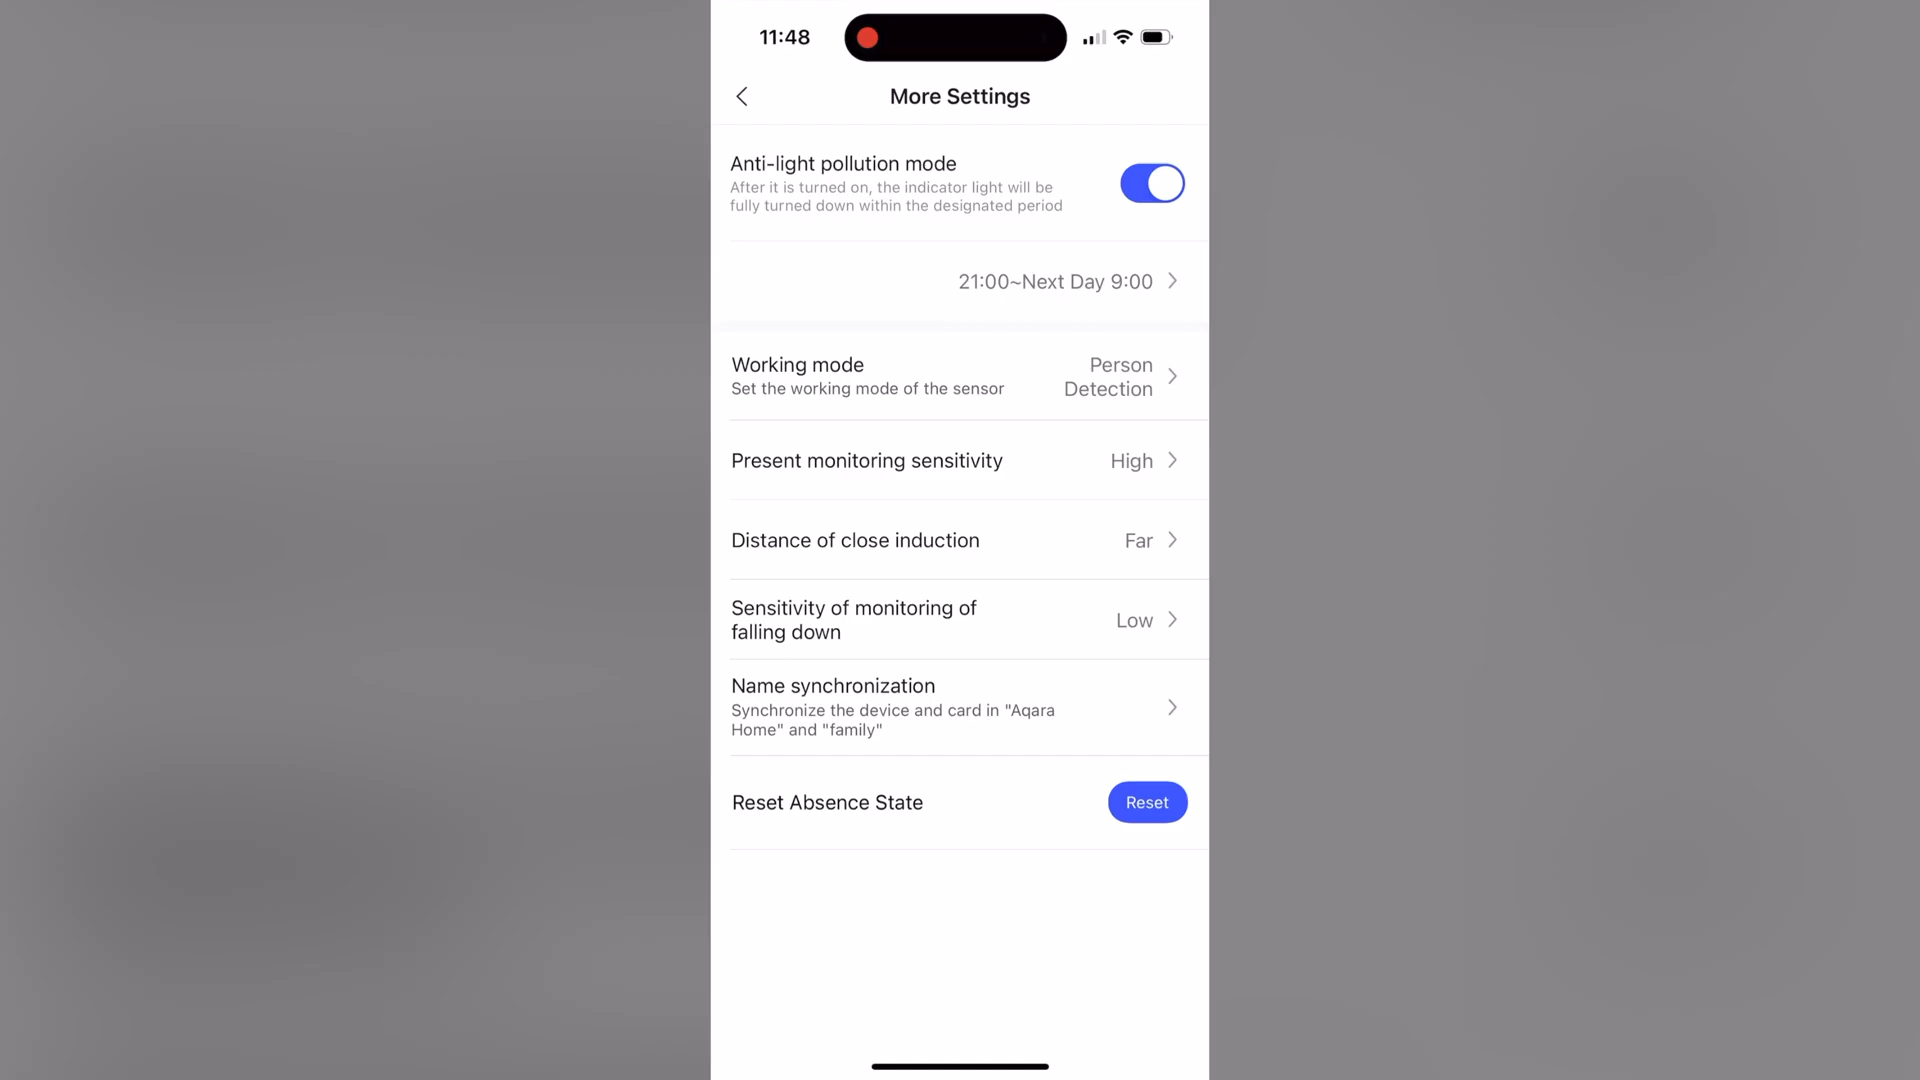 11:48
More Settings
Anti-light pollution mode
After it is turned on, the indicator light will be
fully turned down within the designated period
21:00~Next Day 9:00
Working mode
Set the working mode of the sensor
Person
Detection
Present monitoring sensitivity
High
Distance of close induction
Far
Sensitivity of monitoring of
falling down
Low
Name synchronization
Synchronize the device and card in "Aqara
Home" and "family"
Reset Absence State
Reset